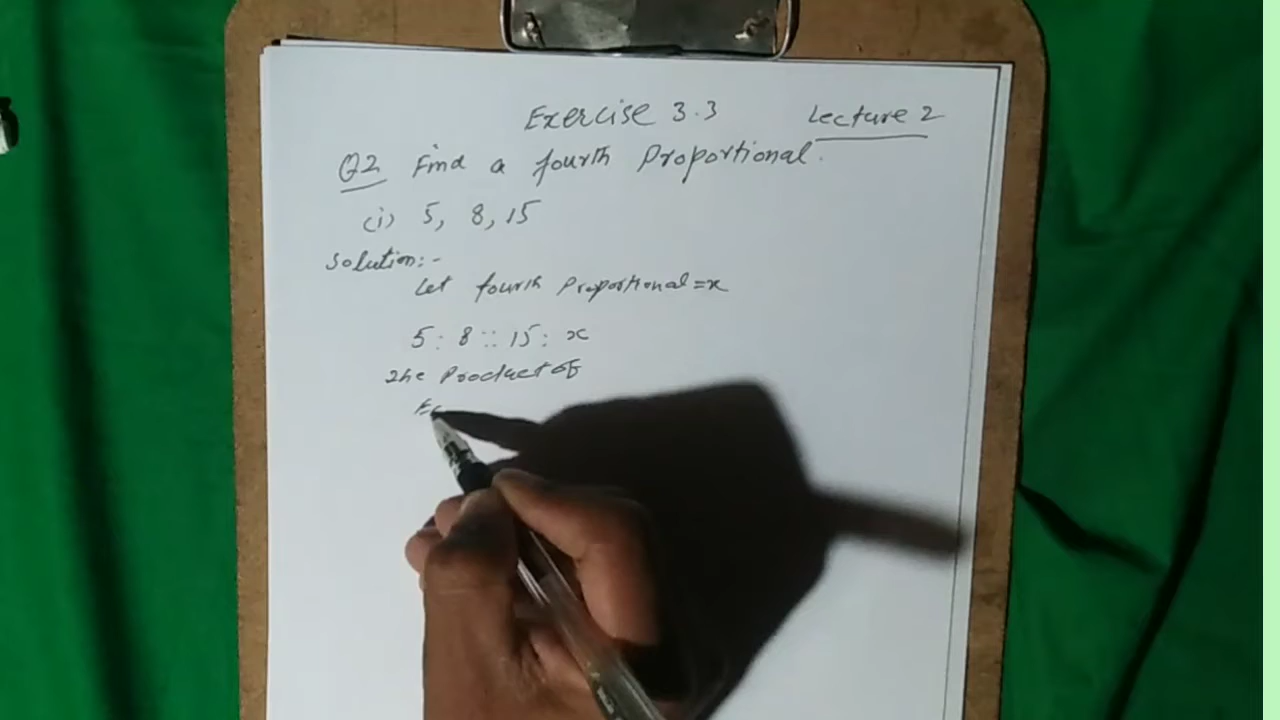 Exercise 3.3 Lecture 2
Q2 Find a fourth Proportional.
(i) 5, 8, 15
Solution:-
Let fourth Proportional = x
5 : 8 :: 15 : x
The Product of